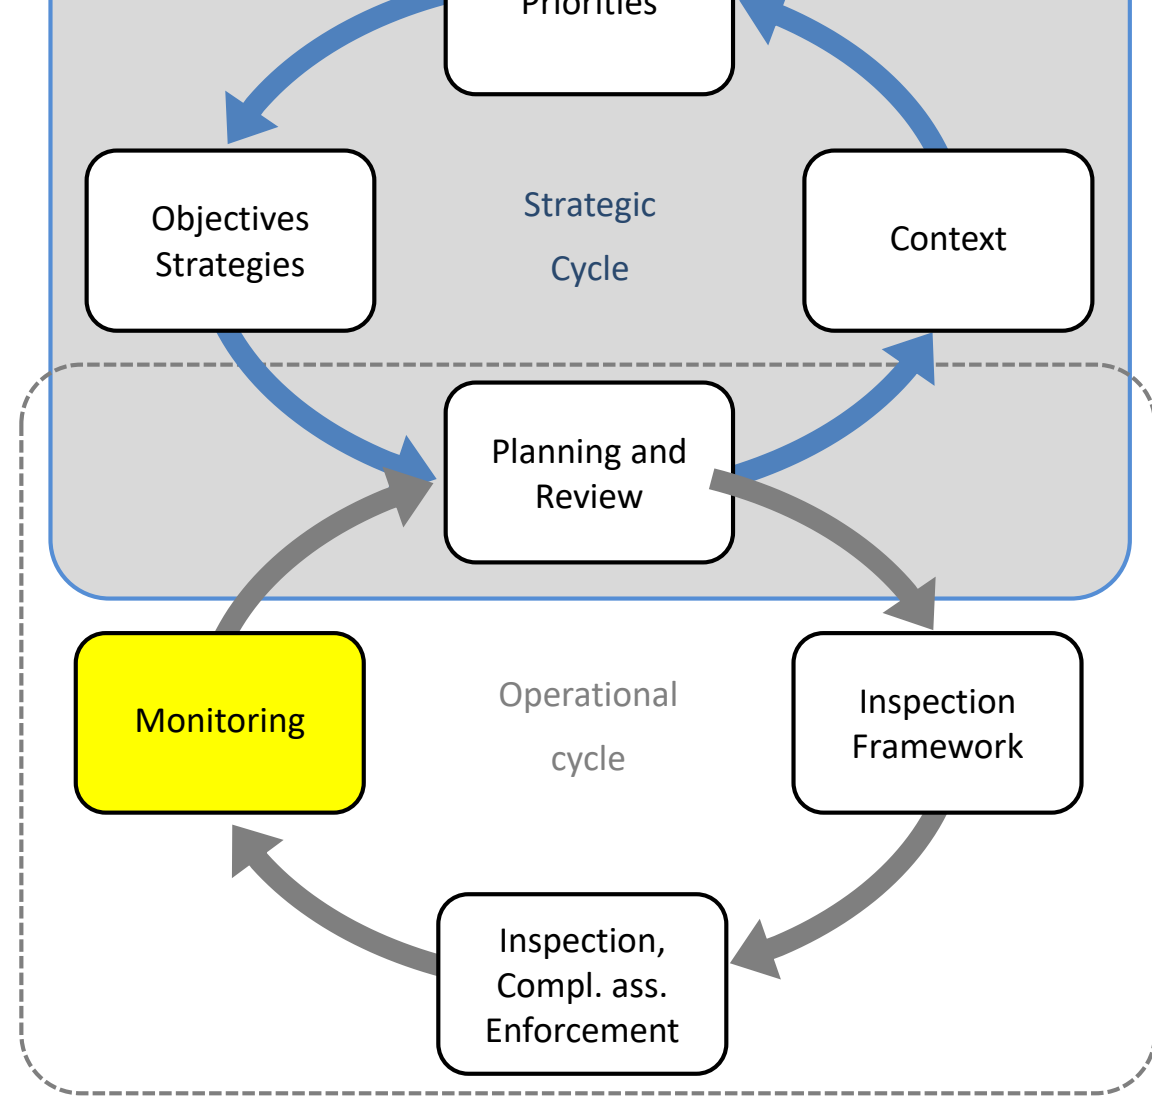 Priorities
Objectives
Strategies
Strategic
Cycle
Context
Planning and
Review
Monitoring
Operational
cycle
Inspection
Framework
Inspection,
Compl. ass.
Enforcement